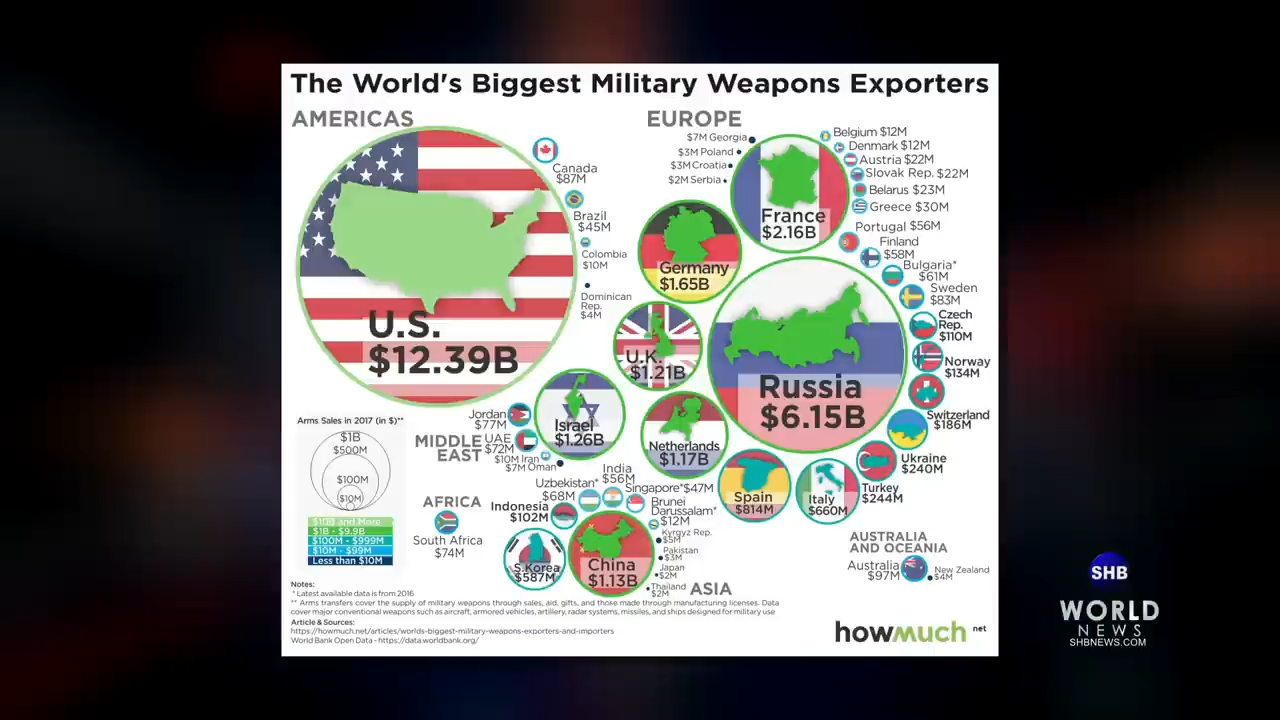 The World's Biggest Military Weapons Exporters
AMERICAS
U.S.
$12.39B
Canada
$87M
Brazil
$45M
Colombia
$10M
Dominican
Rep.
$4M
EUROPE
$7M Georgia
$3M Poland
$3M Croatia
$2M Serbia
France
$2.16B
Belgium $12M
Denmark $12M
Austria $22M
Slovak Rep. $22M
Belarus $23M
Greece $30M
Portugal $56M
Finland
$58M
Bulgaria*
$61M
Sweden
$83M
Czech
Rep.
$110M
Norway
$134M
Switzerland
$186M
Ukraine
$240M
Turkey
$244M
Italy
$660M
Spain
$814M
Germany
$1.65B
U.K.
$1.21B
Russia
$6.15B
Netherlands
$1.17B
MIDDLE
EAST
Israel
$1.26B
Jordan
$77M
UAE
$72M
$10M Iran
$7M Oman
AFRICA
South Africa
$74M
India
$56M
Uzbekistan*
$68M
Singapore*$47M
Indonesia
$102M
Brunei
Darussalam*
$12M
Kyrgyz Rep.
$5M
Pakistan
$3M
Japan
$2M
Thailand
$2M
S.Korea
$587M
China
$1.13B
ASIA
AUSTRALIA
AND OCEANIA
Australia
$97M
New Zealand
$4M
Arms Sales in 2017 (in $)**
$1B
$500M
$100M
$10M
$10B and More
$1B - $9.9B
$100M - $999M
$10M - $99M
Less than $10M
Notes:
* Latest available data is from 2016
** Arms transfers cover the supply of military weapons through sales, aid, gifts, and those made through manufacturing licenses. Data
cover major conventional weapons such as aircraft, armored vehicles, artillery, radar systems, missiles, and ships designed for military use
Article & Sources:
https://howmuch.net/articles/worlds-biggest-military-weapons-exporters-and-importers
World Bank Open Data - https://data.worldbank.org/
howmuch net
SHB
WORLD
NEWS
SHBNEWS.COM